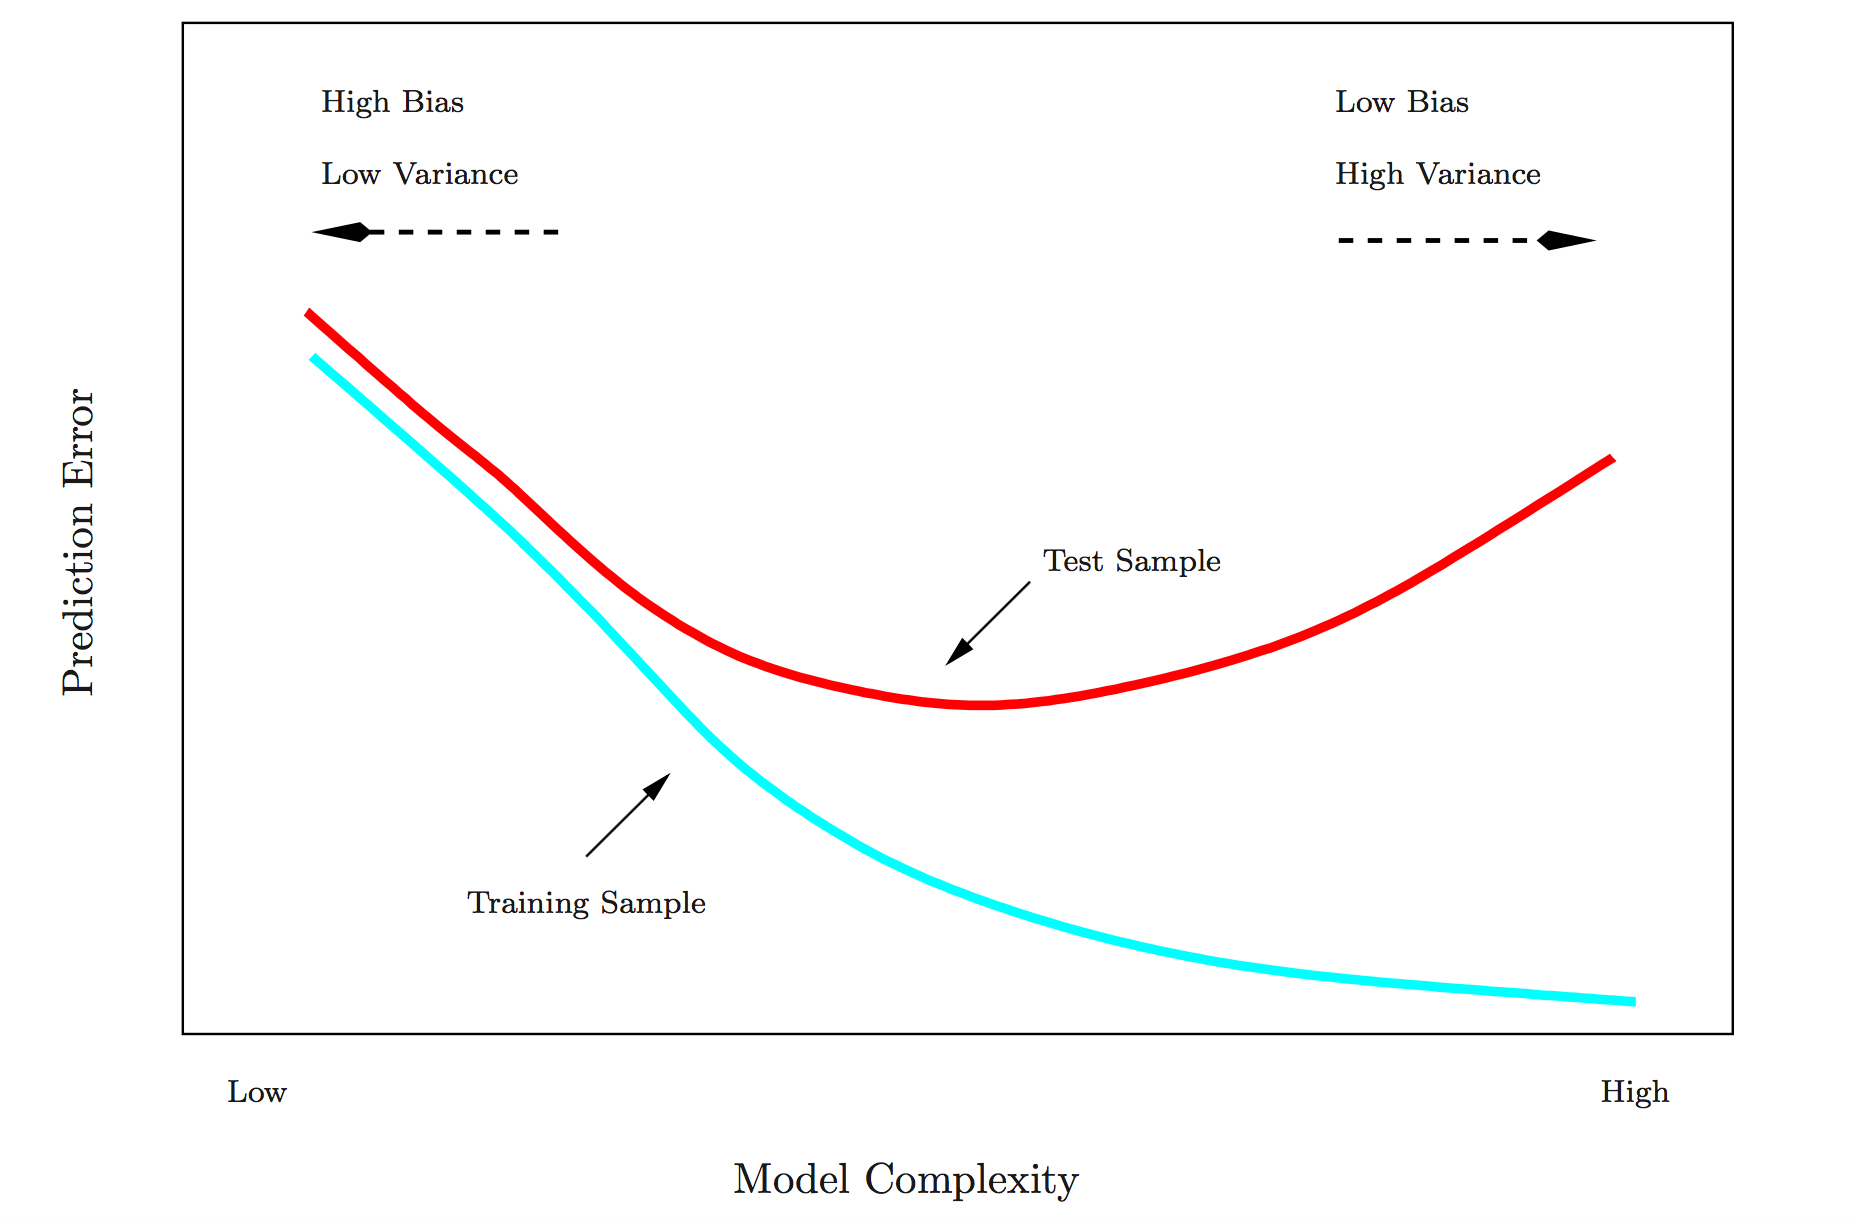 High Bias
Low Variance
Low Bias
High Variance
Prediction Error
Test Sample
Training Sample
Low
High
Model Complexity